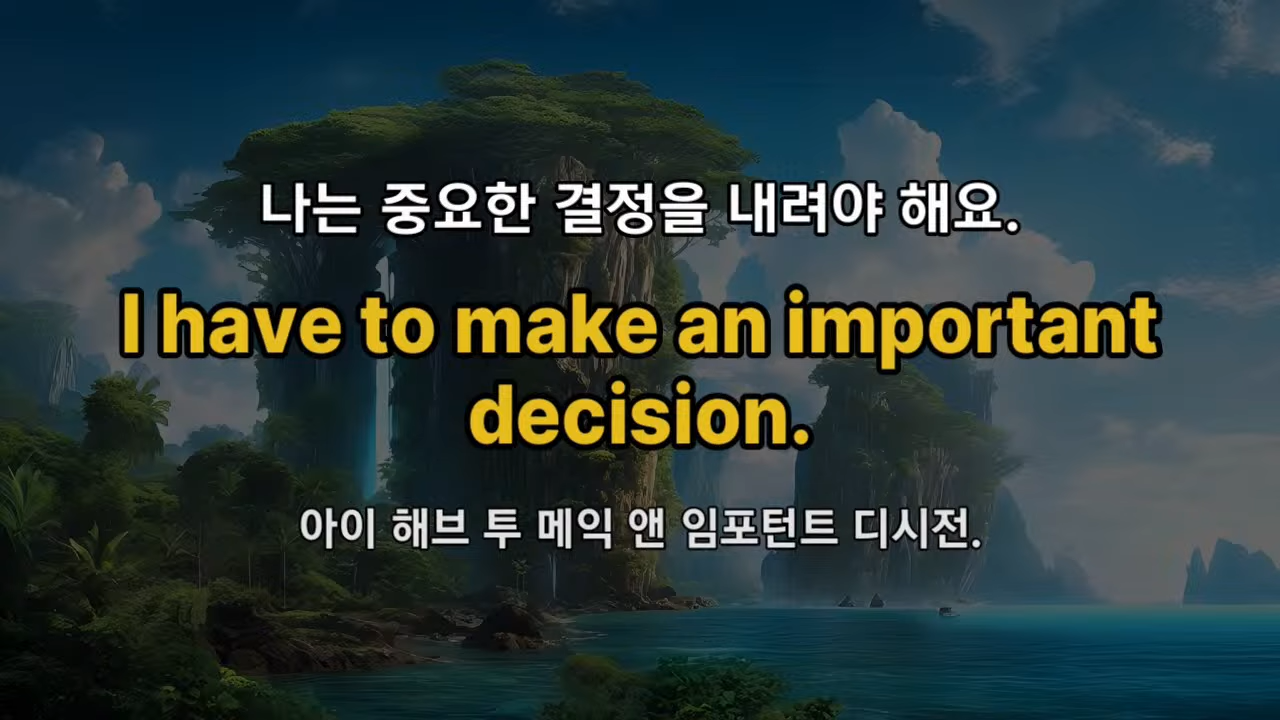 나는 중요한 결정을 내려야 해요.
I have to make an important
decision.
아이 해브 투 메익 앤 임포턴트 디시전.